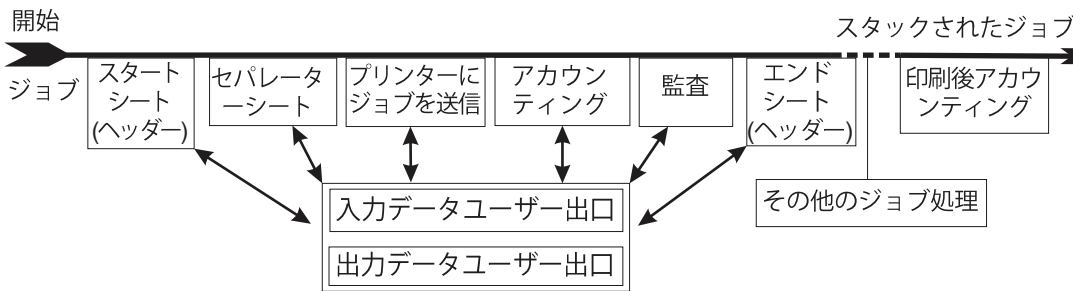 開始
スタックされたジョブ
ジョブ
スタート
シート
(ヘッダー)
セパレータ
ーシート
プリンターに
ジョブを送信
アカウン
ティング
監査
エンド
シート
(ヘッダー)
印刷後アカウ
ンティング
その他のジョブ処理
入力データユーザー出口
出力データユーザー出口